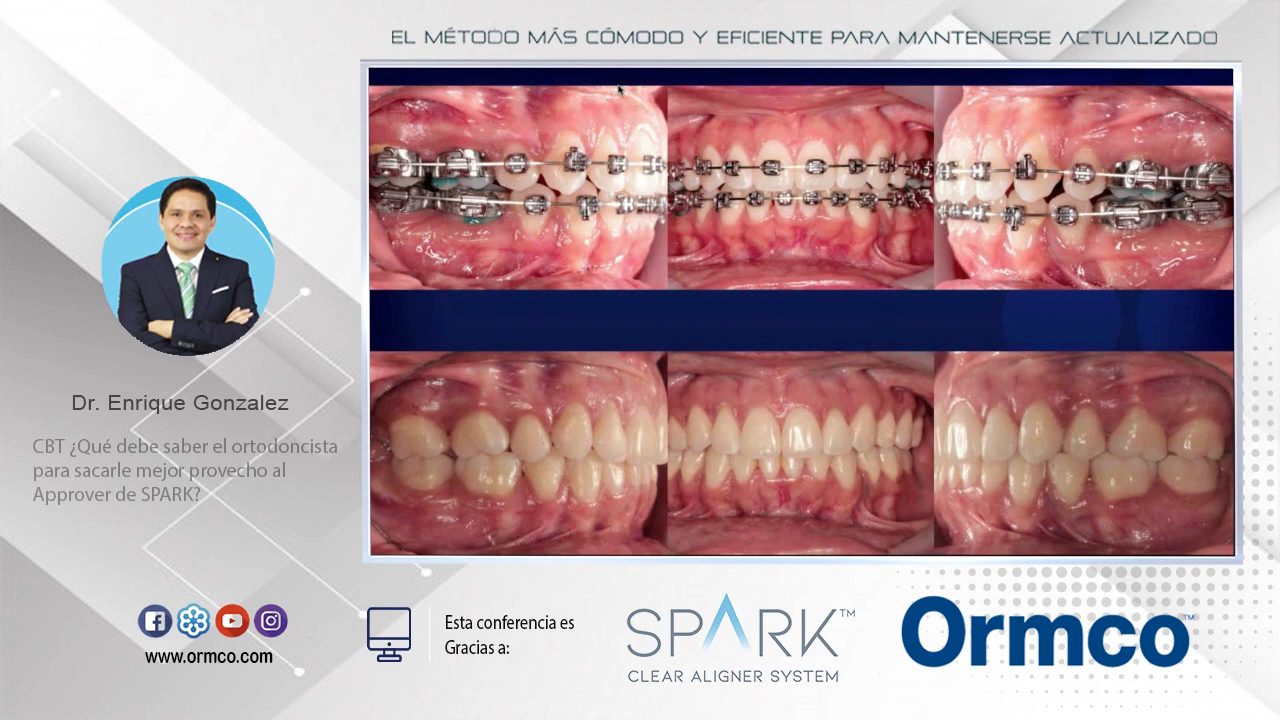 EL MÉTODO MÁS CÓMODO Y EFICIENTE PARA MANTENERSE ACTUALIZADO
Dr. Enrique Gonzalez
CBT ¿Qué debe saber el ortodoncista
para sacarle mejor provecho al
Approver de SPARK?
www.ormco.com
Esta conferencia es
Gracias a:
SPARK™
CLEAR ALIGNER SYSTEM
Ormco™